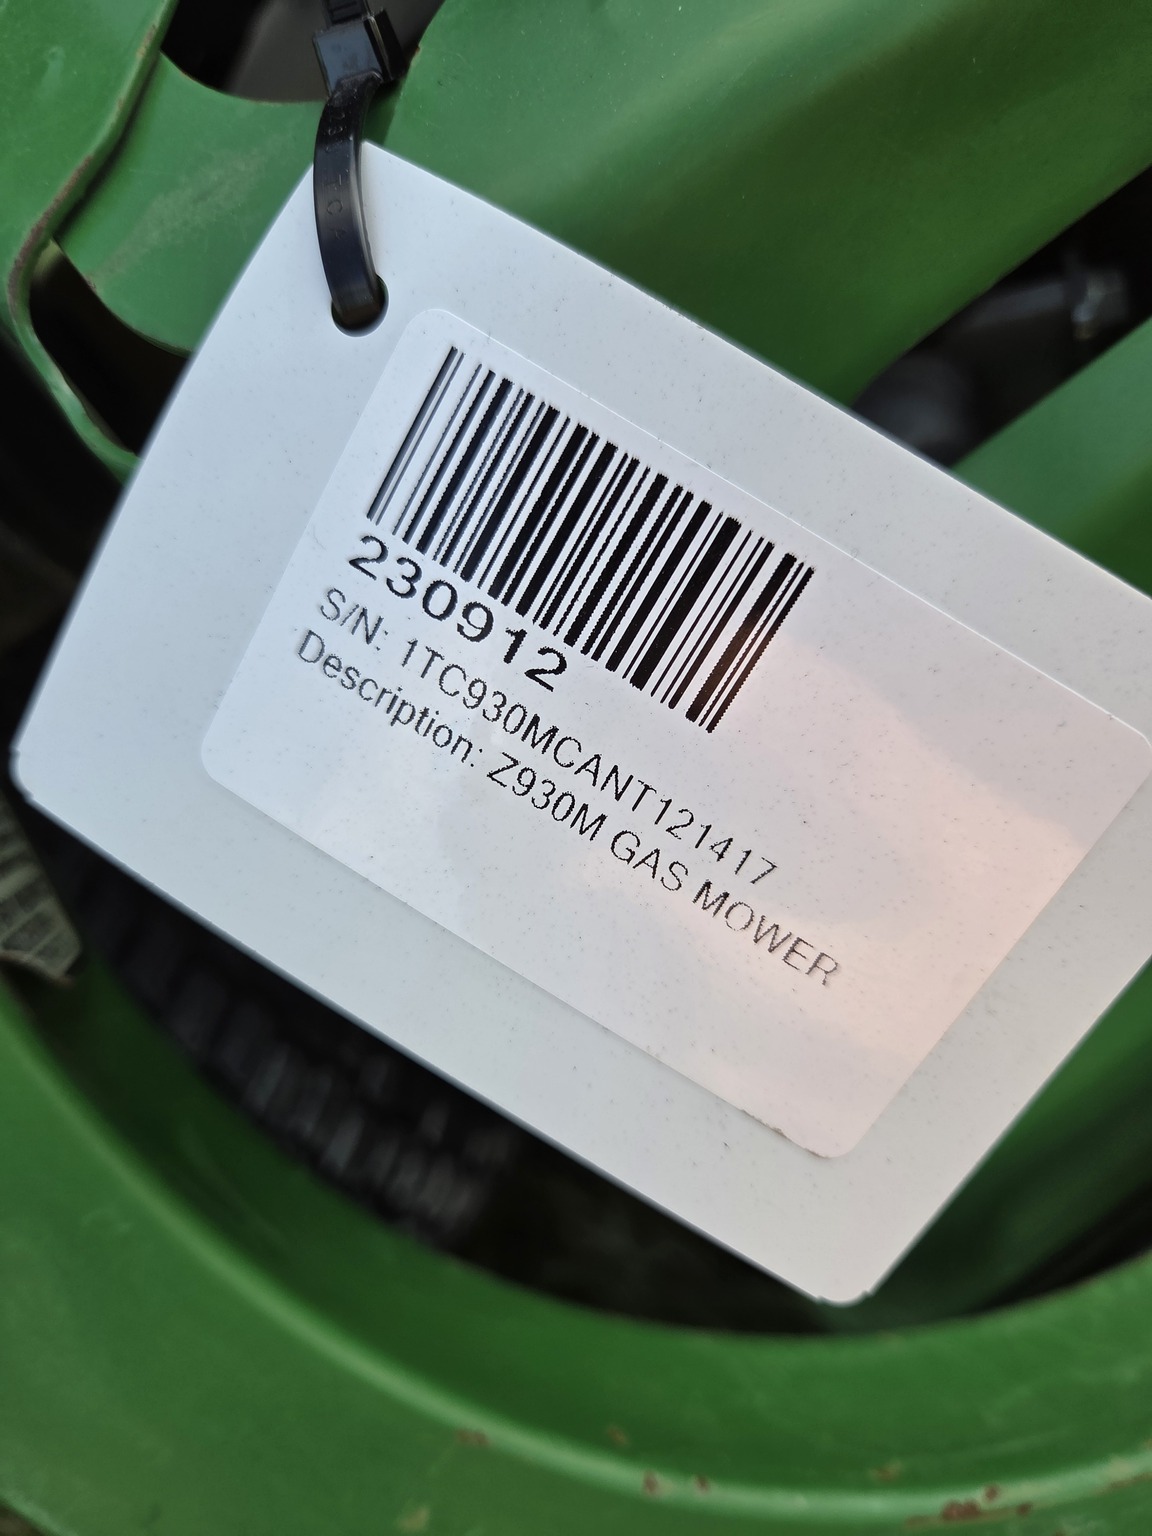 230912
S/N: 1TC930MCANT121417
Description: Z930M GAS MOWER